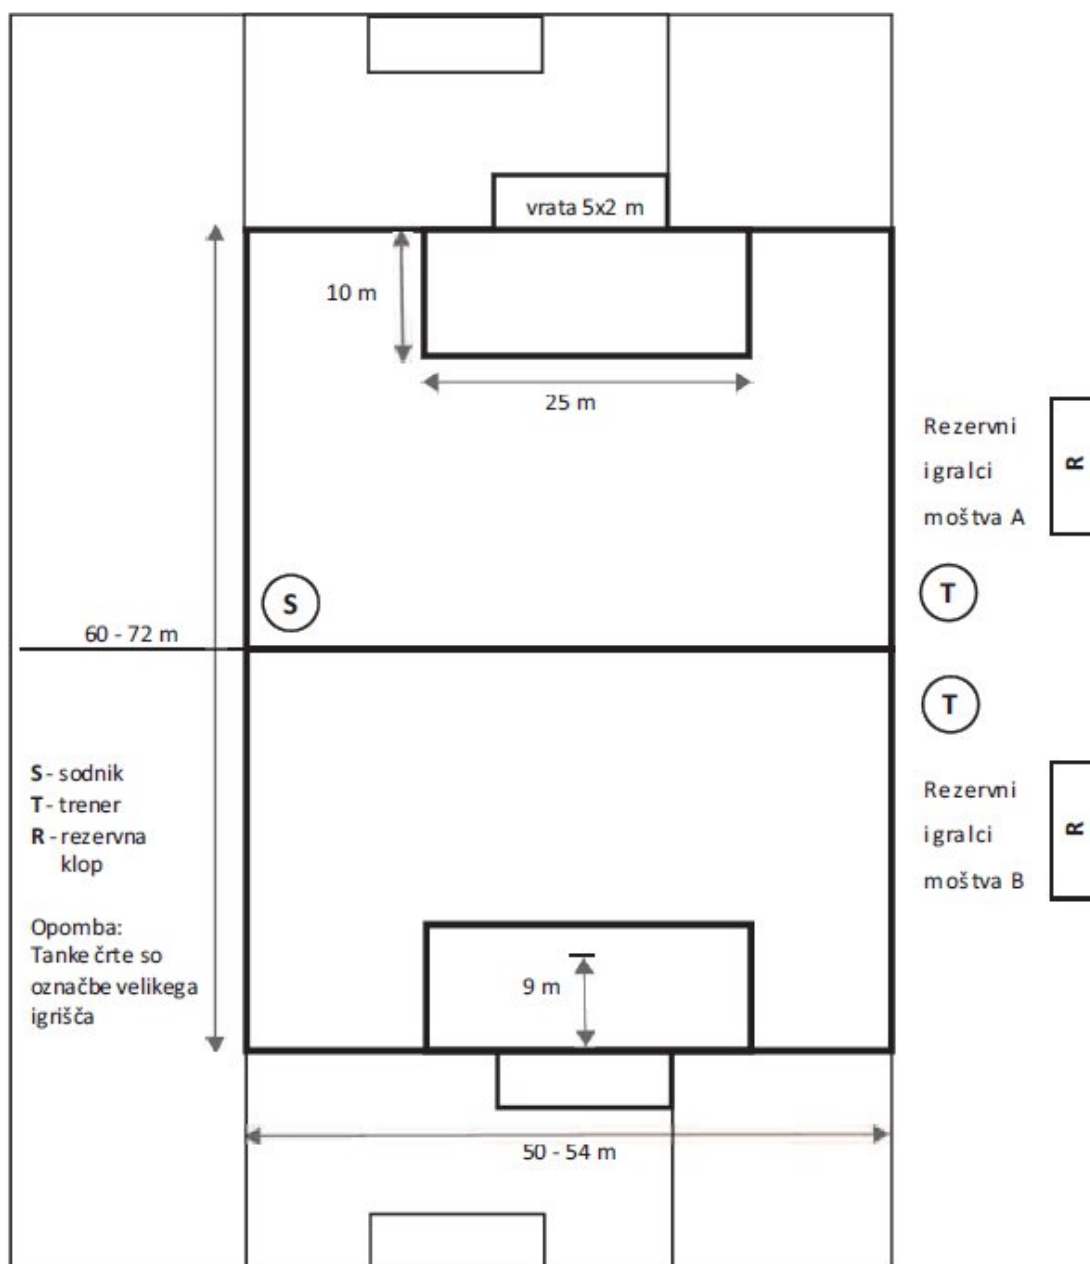 vrata 5x2 m
10 m
25 m
Rezervni
igralci
moštva A
R
S
T
60 - 72 m
T
S - sodnik
T - trener
R - rezervna
klop
Rezervni
igralci
moštva B
R
Opomba:
Tanke črte so
označbe velikega
igrišča
9 m
50 - 54 m